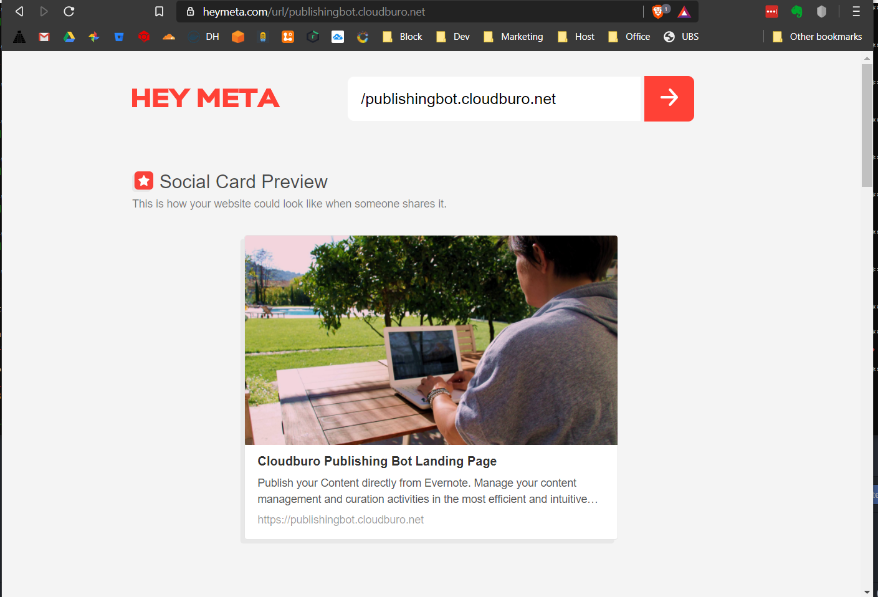 heymeta.com/url/publishingbot.cloudburo.net
1
DH
Block
Dev
Marketing
Host
Office
UBS
Other bookmarks
HEY META
/publishingbot.cloudburo.net
Social Card Preview
This is how your website could look like when someone shares it.
Cloudburo Publishing Bot Landing Page
Publish your Content directly from Evernote. Manage your content
management and curation activities in the most efficient and intuitive…
https://publishingbot.cloudburo.net